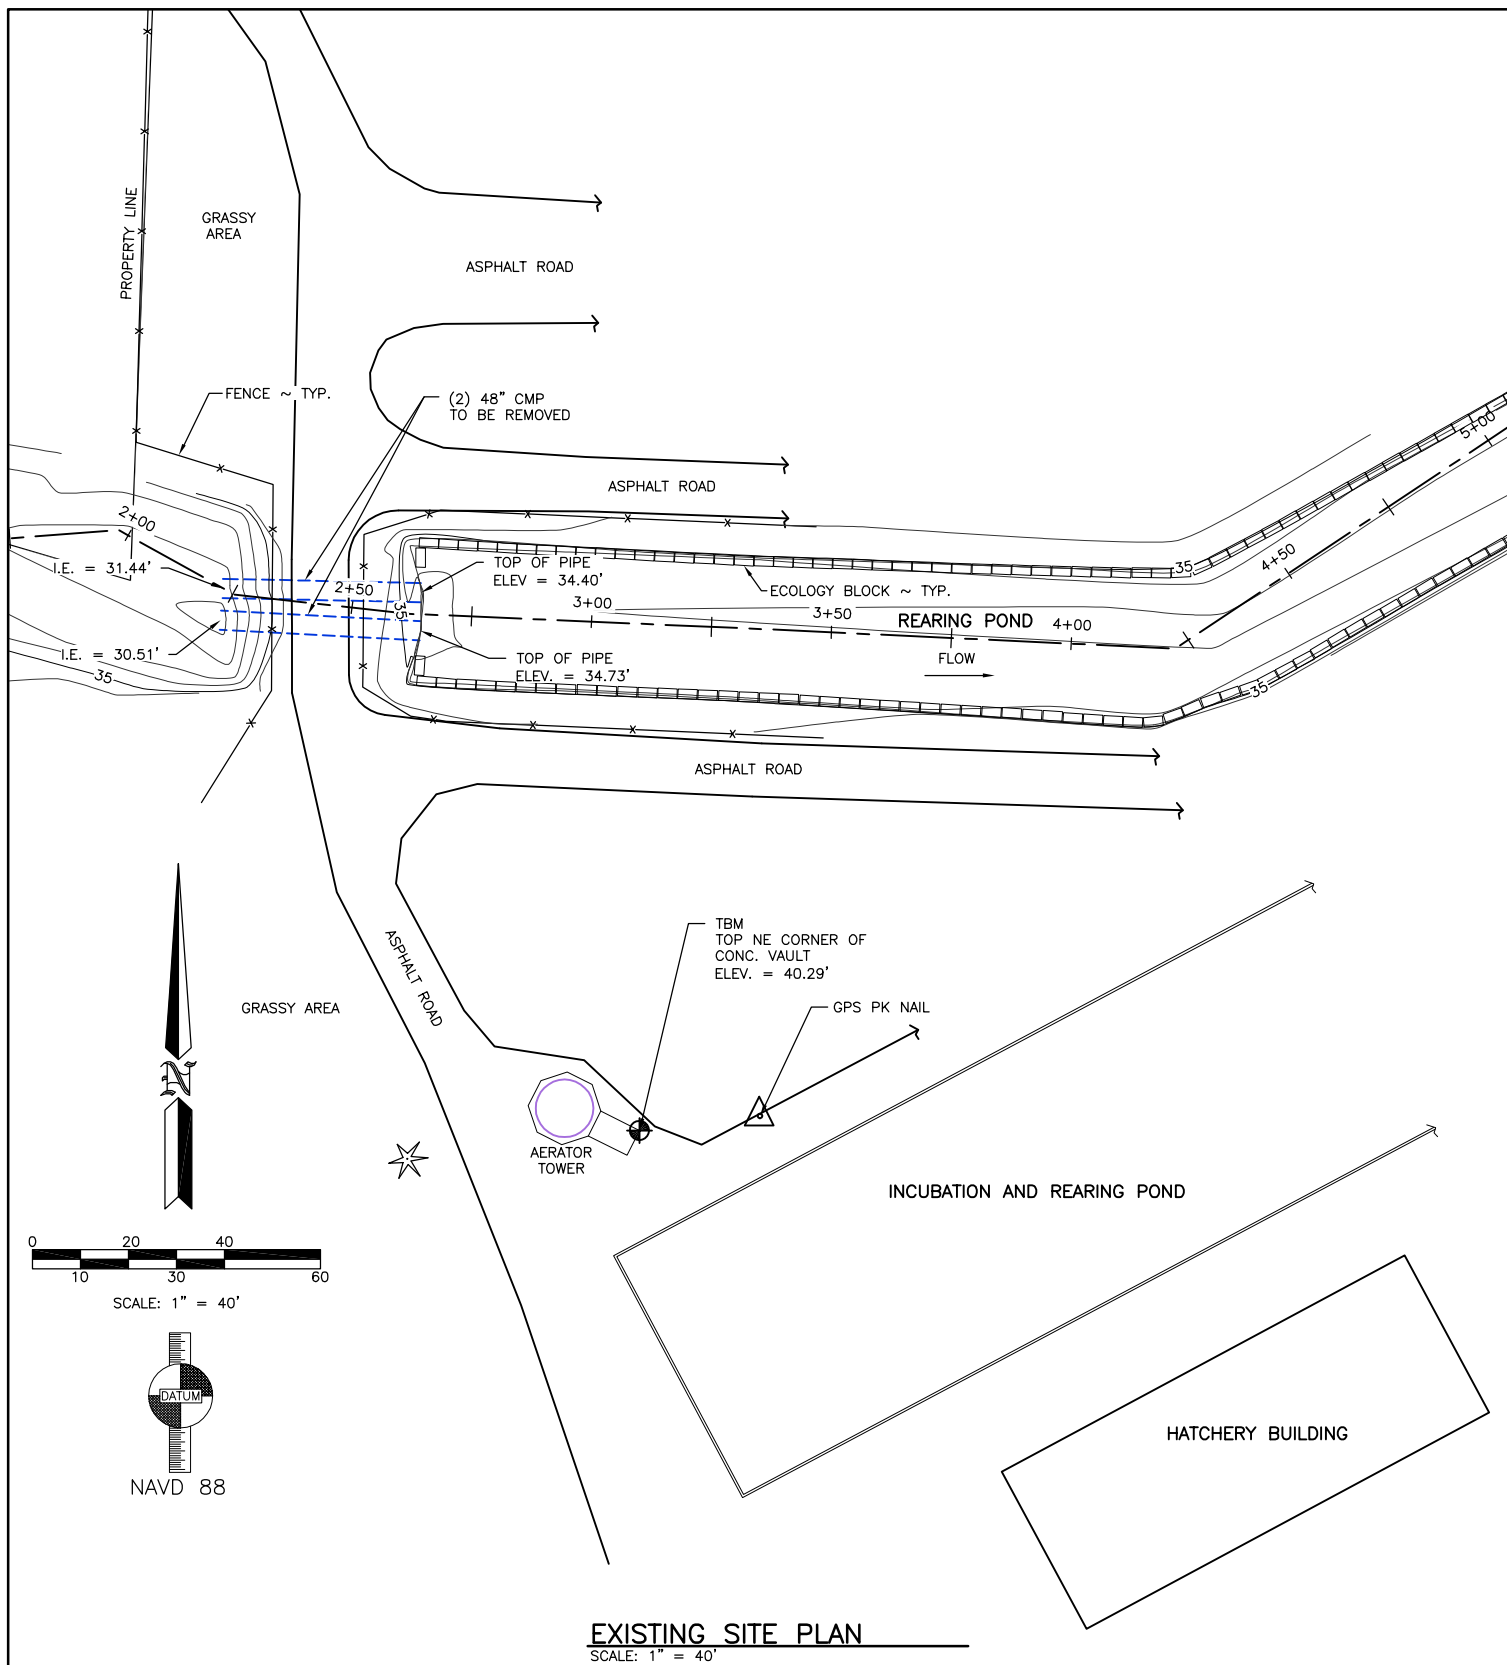 PROPERTY LINE
GRASSY
AREA
ASPHALT ROAD
FENCE ~ TYP.
(2) 48" CMP
TO BE REMOVED
ASPHALT ROAD
5+00
2+00
4+50
35
I.E. = 31.44'
TOP OF PIPE
ELEV = 34.40'
2+50
35
ECOLOGY BLOCK ~ TYP.
3+00
3+50
REARING POND
4+00
I.E. = 30.51'
35
TOP OF PIPE
ELEV. = 34.73'
FLOW
35
ASPHALT ROAD
ASPHALT ROAD
TBM
TOP NE CORNER OF
CONC. VAULT
ELEV. = 40.29'
GRASSY AREA
GPS PK NAIL
N
AERATOR
TOWER
INCUBATION AND REARING POND
0 20 40
10 30 60
SCALE: 1" = 40'
DATUM
NAVD 88
HATCHERY BUILDING
EXISTING SITE PLAN
SCALE: 1" = 40'